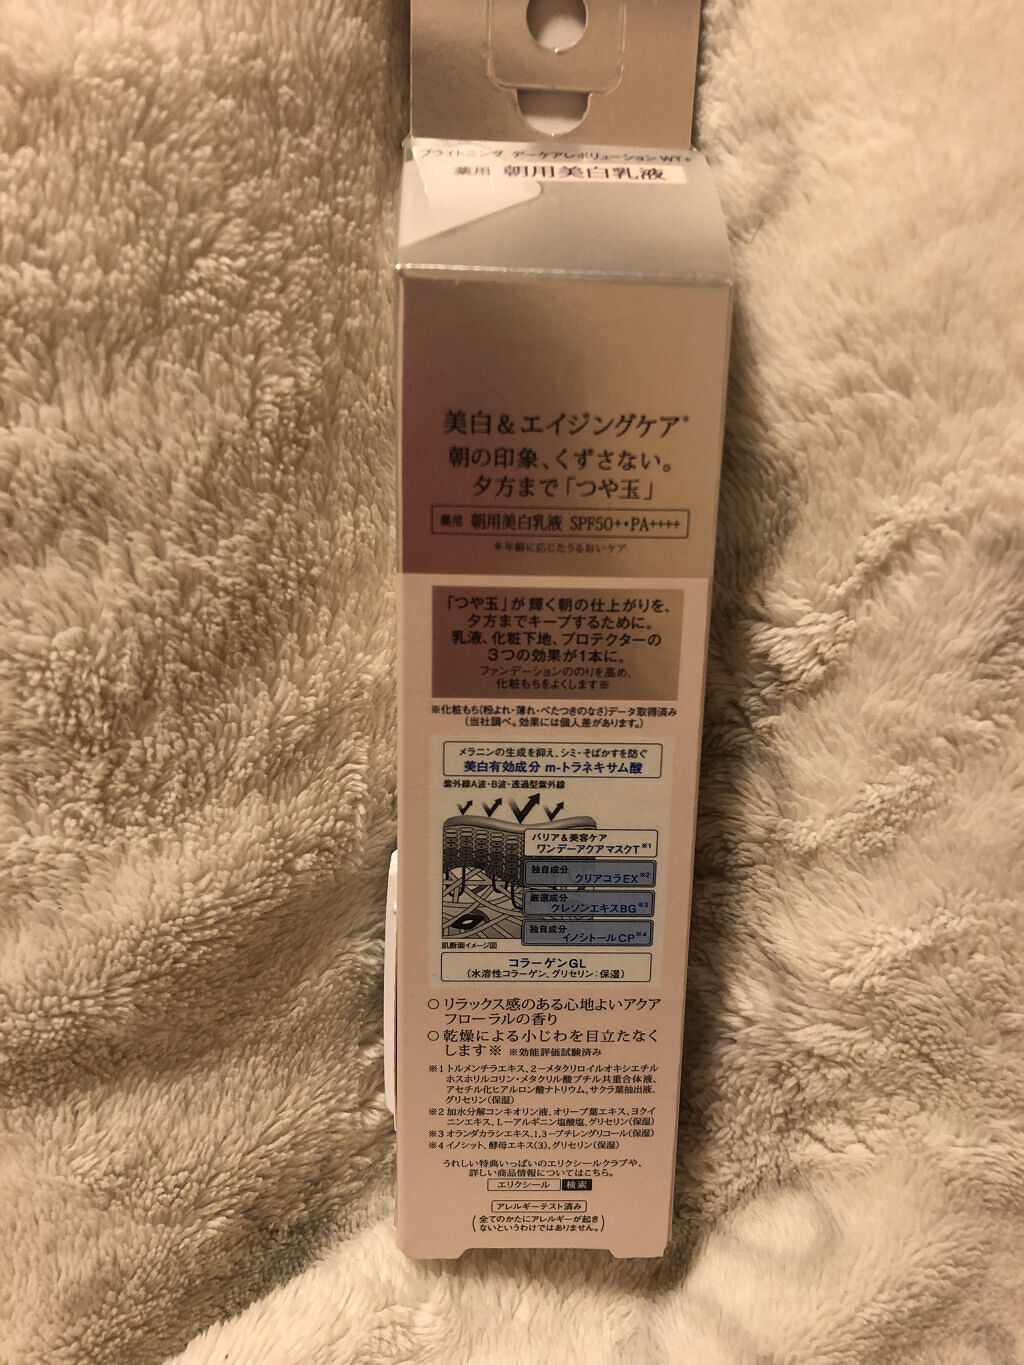 ブライトニング デーケアレボリューション WT+
薬用 朝用美白乳液
美白&エイジングケア*
朝の印象、くずさない。
夕方まで「つや玉」
薬用 朝用美白乳液 SPF50+・PA++++
*年齢に応じたうるおいケア
「つや玉」が輝く朝の仕上がりを、
夕方までキープするために。
乳液、化粧下地、プロテクターの
3つの効果が1本に。
ファンデーションののりを高め、
化粧もちをよくします※
※化粧もち(粉よれ・薄れ・べたつきのなさ)データ取得済み
(当社調べ。効果には個人差があります。)
メラニンの生成を抑え、シミ・そばかすを防ぐ
美白有効成分 m-トラネキサム酸
紫外線A波・B波・透過型紫外線
バリア&美容ケア
ワンデーアクアマスクT※1
独自成分
クリアコラEX※2
厳選成分
クレソンエキスBG※3
独自成分
イノシトールCP※4
肌断面イメージ図
コラーゲンGL
(水溶性コラーゲン、グリセリン:保湿)
○リラックス感のある心地よいアクア
フローラルの香り
○乾燥による小じわを目立たなく
します※ ※効能評価試験済み
※1 トルメンチラエキス、2-メタクリロイルオキシエチル
ホスホリルコリン・メタクリル酸ブチル共重合体液、
アセチル化ヒアルロン酸ナトリウム、サクラ葉抽出液、
グリセリン(保湿)
※2 加水分解コンキオリン液、オリーブ葉エキス、ヨクイ
ニンエキス、L-アルギニン塩酸塩、グリセリン(保湿)
※3 オランダカラシエキス、1,3-ブチレングリコール(保湿)
※4 イノシット、酵母エキス(3)、グリセリン(保湿)
うれしい特典いっぱいのエリクシールクラブや、
詳しい商品情報についてはこちら。
エリクシール 検索
アレルギーテスト済み
(全てのかたにアレルギーが起き
ないというわけではありません。)